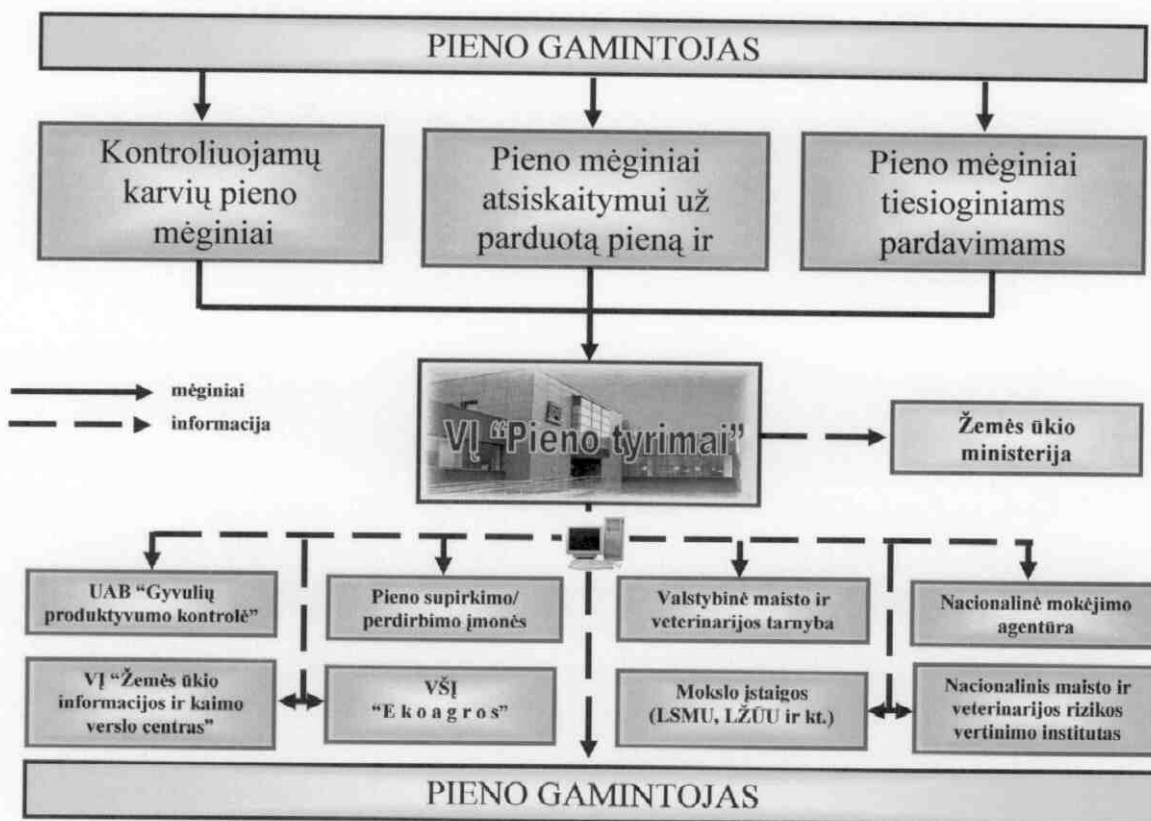 PIENO GAMINTOJAS
Kontroliuojamų
karvių pieno
mėginiai
Pieno mėginiai
atsiskaitymui už
parduotą pieną ir
Pieno mėginiai
tiesioginiams
pardavimams
mėginiai
informacija
VĮ “Pieno tyrimai”
Žemės ūkio
ministerija
UAB “Gyvulių
produktyvumo kontrolė”
Pieno supirkimo/
perdirbimo įmonės
Valstybinė maisto ir
veterinarijos tarnyba
Nacionalinė mokėjimo
agentūra
VĮ “Žemės ūkio
informacijos ir kaimo
verslo centras”
VŠĮ
“E k o a g r o s”
Mokslo įstaigos
(LSMU, LŽŪU ir kt.)
Nacionalinis maisto ir
veterinarijos rizikos
vertinimo institutas
PIENO GAMINTOJAS